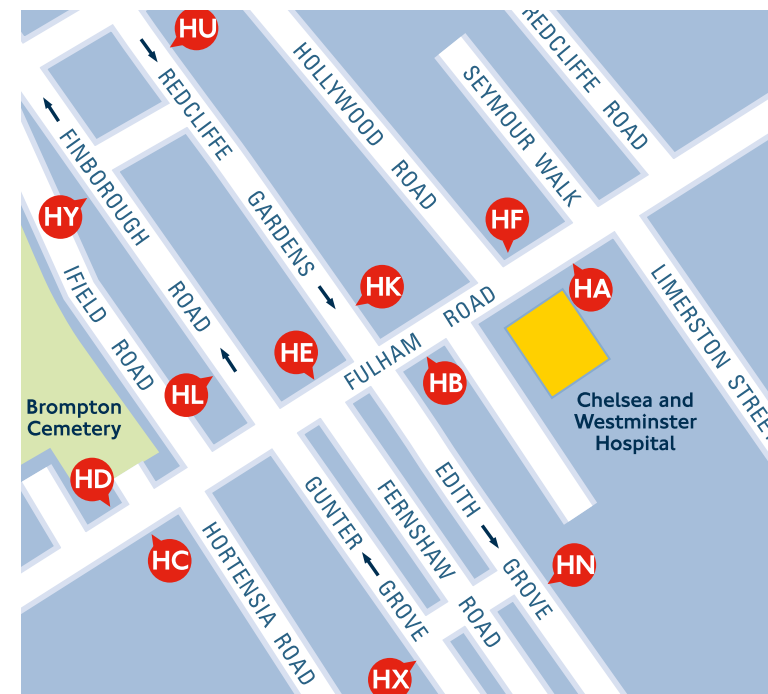 HU
REDCLIFFE GARDENS
HOLLYWOOD ROAD
REDCLIFFE ROAD
SEYMOUR WALK
FINBOROUGH ROAD
HY
IFIELD ROAD
HF
HK
HA
LIMERSTON STREET
HE
FULHAM ROAD
HB
HL
Brompton
Cemetery
Chelsea and
Westminster
Hospital
HD
HC
HORTENSIA ROAD
GUNTER GROVE
FERNSHAW ROAD
EDITH GROVE
HN
HX